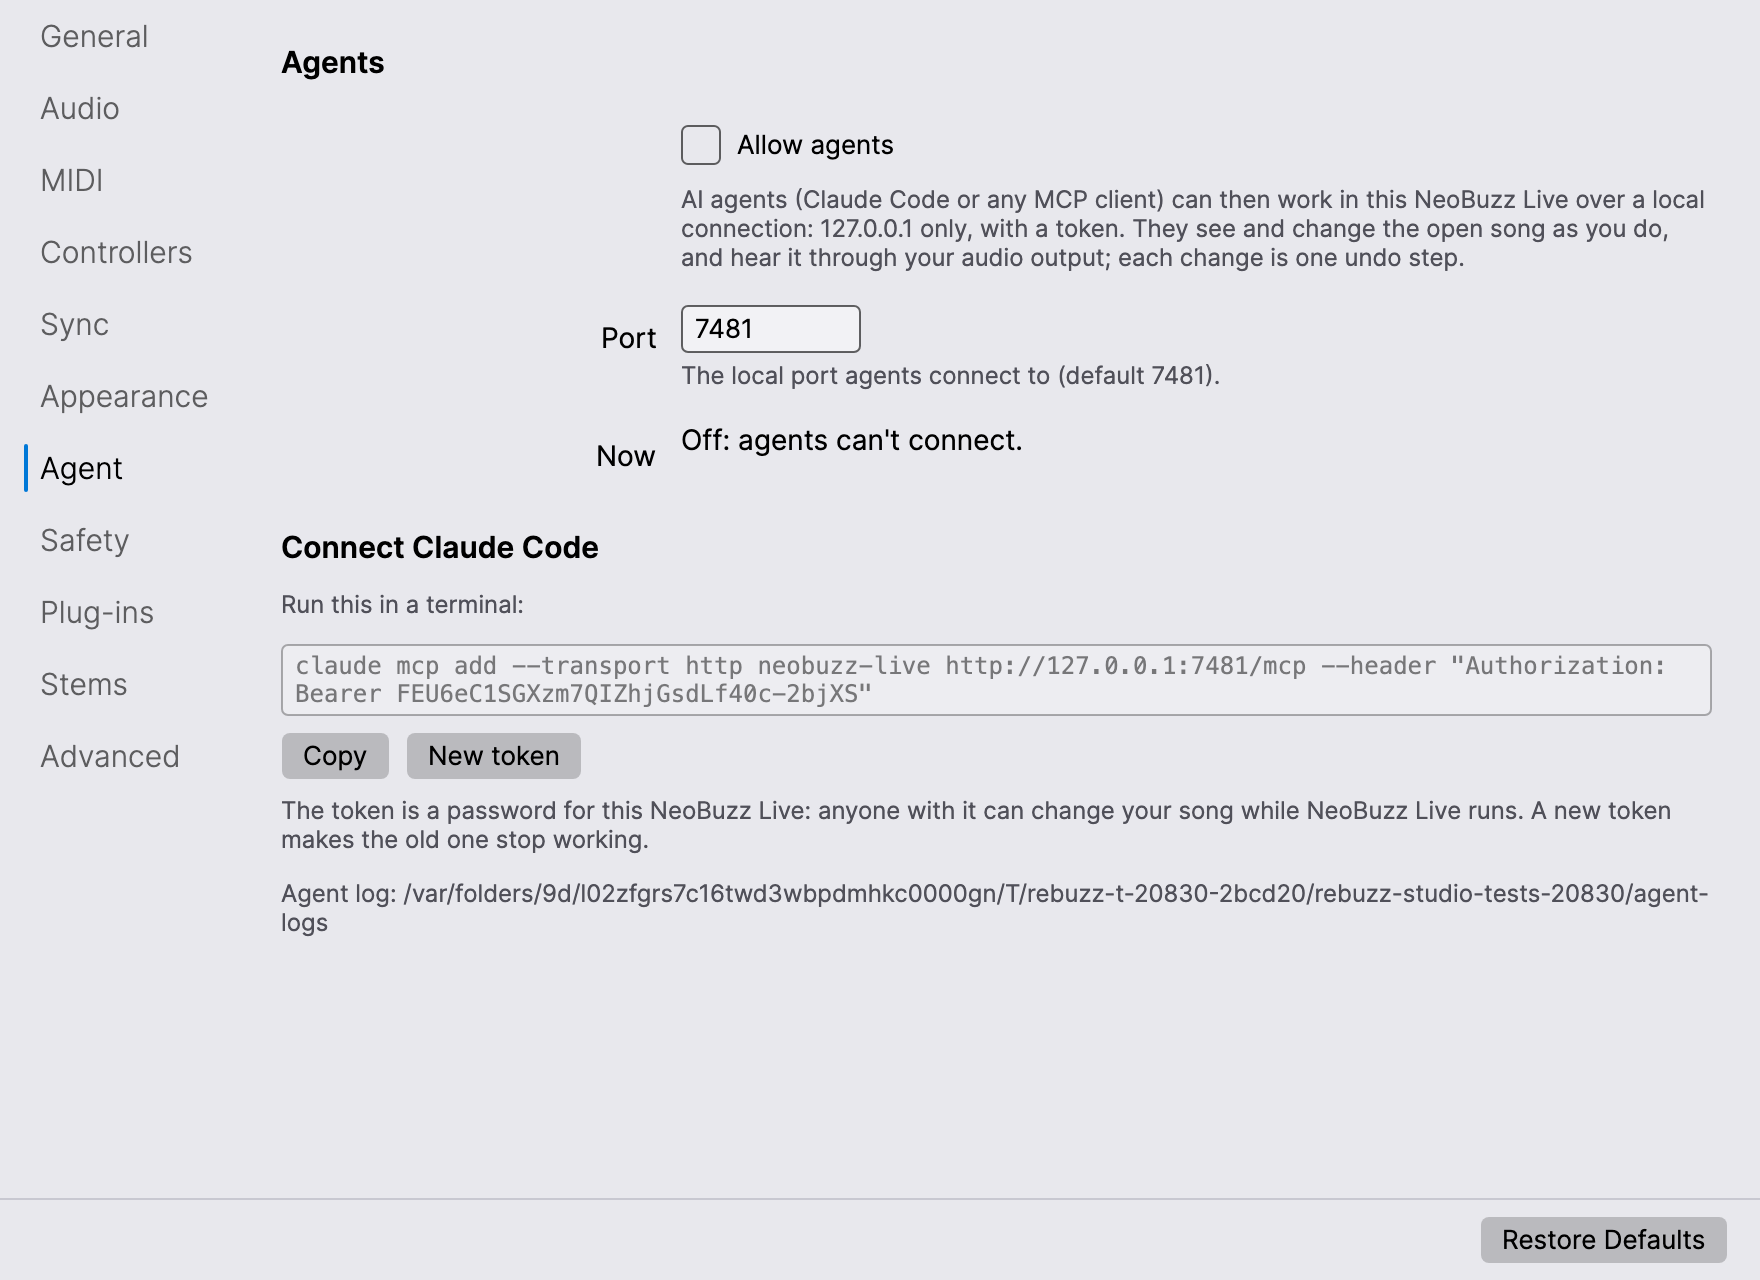 General
Audio
MIDI
Controllers
Sync
Appearance
Agent
Safety
Plug-ins
Stems
Advanced
Agents
Allow agents
AI agents (Claude Code or any MCP client) can then work in this NeoBuzz Live over a local
connection: 127.0.0.1 only, with a token. They see and change the open song as you do,
and hear it through your audio output; each change is one undo step.
Port
7481
The local port agents connect to (default 7481).
Now
Off: agents can't connect.
Connect Claude Code
Run this in a terminal:
claude mcp add --transport http neobuzz-live http://127.0.0.1:7481/mcp --header "Authorization:
Bearer FEU6eC1SGXzm7QIZhjGsdLf40c-2bjXS"
Copy
New token
The token is a password for this NeoBuzz Live: anyone with it can change your song while NeoBuzz Live runs. A new token
makes the old one stop working.
Agent log: /var/folders/9d/l02zfgrs7c16twd3wbpdmhkc0000gn/T/rebuzz-t-20830-2bcd20/rebuzz-studio-tests-20830/agent-
logs
Restore Defaults